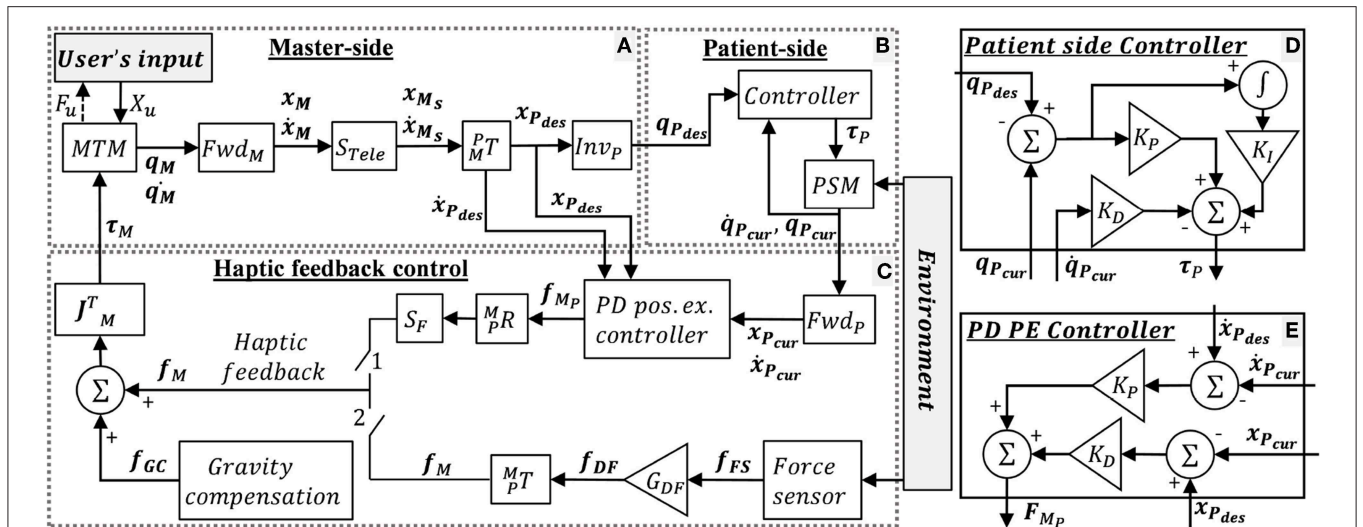 Master-side
A
User's input
F_u
X_u
MTM
q_M
q̇_M
Fwd_M
x_M
ẋ_M
S_Tele
x_Ms
ẋ_Ms
^P_M T
x_Pdes
Inv_P
ẋ_Pdes
x_Pdes
τ_M
Patient-side
B
q_Pdes
Controller
τ_P
PSM
q̇_Pcur, q_Pcur
Haptic feedback control
C
J^T_M
Σ
f_M
+
Haptic
feedback
+
f_GC
Gravity
compensation
1
2
S_F
^M_P R
f_MP
PD pos. ex.
controller
x_Pcur
ẋ_Pcur
Fwd_P
f_M
^M_P T
f_DF
G_DF
f_FS
Force
sensor
Environment
Patient side Controller
D
q_Pdes
+
-
Σ
K_P
+
∫
K_I
K_D
+
-
Σ
+
q_Pcur
q̇_Pcur
τ_P
PD PE Controller
E
ẋ_Pdes
+
Σ
-
ẋ_Pcur
K_P
+
Σ
+
K_D
-
Σ
+
x_Pcur
F_MP
x_Pdes